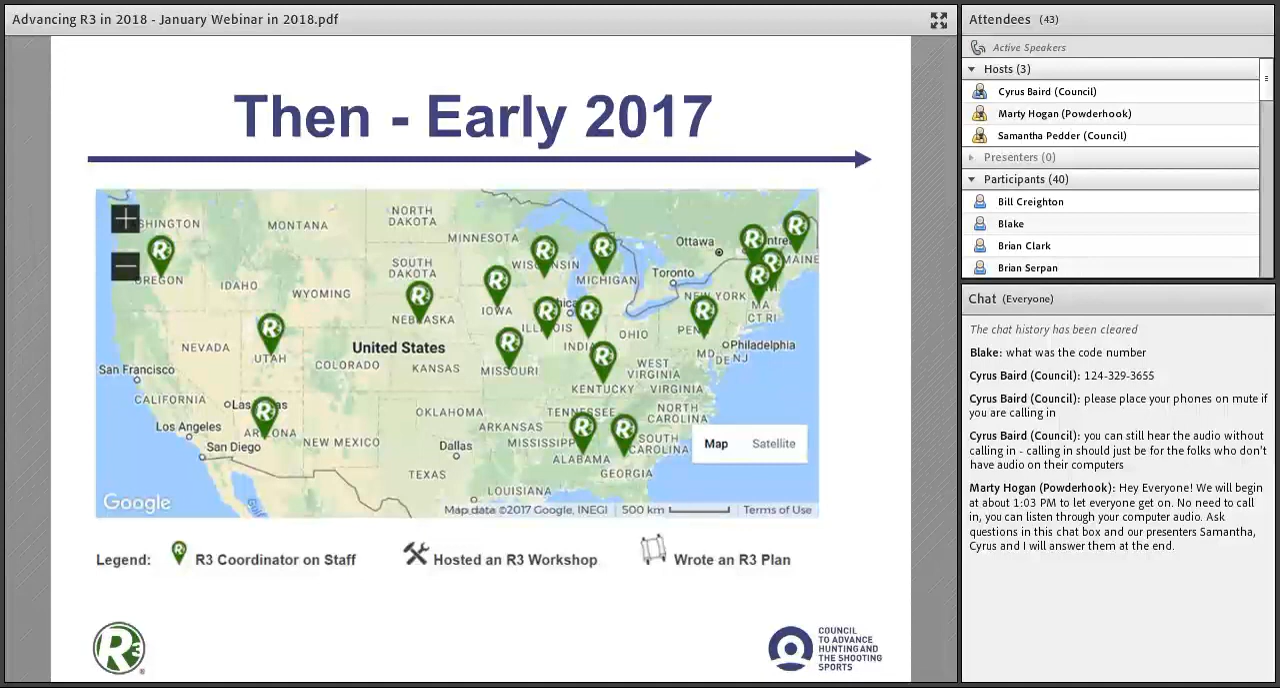 Advancing R3 in 2018 - January Webinar in 2018.pdf
Then - Early 2017
WASHINGTON
MONTANA
NORTH
DAKOTA
MINNESOTA
Ottawa
MAINE
OREGON
IDAHO
WYOMING
SOUTH
DAKOTA
WISCONSIN
MICHIGAN
Toronto
IOWA
NEW YORK
MA
CT RI
NEBRASKA
ILLINOIS
INDI
OHIO
PEN
NEVADA
UTAH
COLORADO
United States
KANSAS
MISSOURI
WEST
VIRGINIA
MD
DE NJ
Philadelphia
San Francisco
CALIFORNIA
KENTUCKY
VIRGINIA
Las
Los Angeles
ARIZONA
San Diego
NEW MEXICO
OKLAHOMA
ARKANSAS
TENNESSEE
NORTH
CAROLINA
Dallas
MISSISSIPPI
SOUTH
CAROLINA
ALABAMA
TEXAS
GEORGIA
LOUISIANA
Map Satellite
Google
Map data ©2017 Google, INEGI 500 km Terms of Use
Legend: R3 Coordinator on Staff Hosted an R3 Workshop Wrote an R3 Plan
R3
COUNCIL
TO ADVANCE
HUNTING AND
THE SHOOTING
SPORTS
Attendees (43)
Active Speakers
Hosts (3)
Cyrus Baird (Council)
Marty Hogan (Powderhook)
Samantha Pedder (Council)
Presenters (0)
Participants (40)
Bill Creighton
Blake
Brian Clark
Brian Serpan
Chat (Everyone)
The chat history has been cleared
Blake: what was the code number
Cyrus Baird (Council): 124-329-3655
Cyrus Baird (Council): please place your phones on mute if
you are calling in
Cyrus Baird (Council): you can still hear the audio without
calling in - calling in should just be for the folks who don't
have audio on their computers
Marty Hogan (Powderhook): Hey Everyone! We will begin
at about 1:03 PM to let everyone get on. No need to call
in, you can listen through your computer audio. Ask
questions in this chat box and our presenters Samantha,
Cyrus and I will answer them at the end.